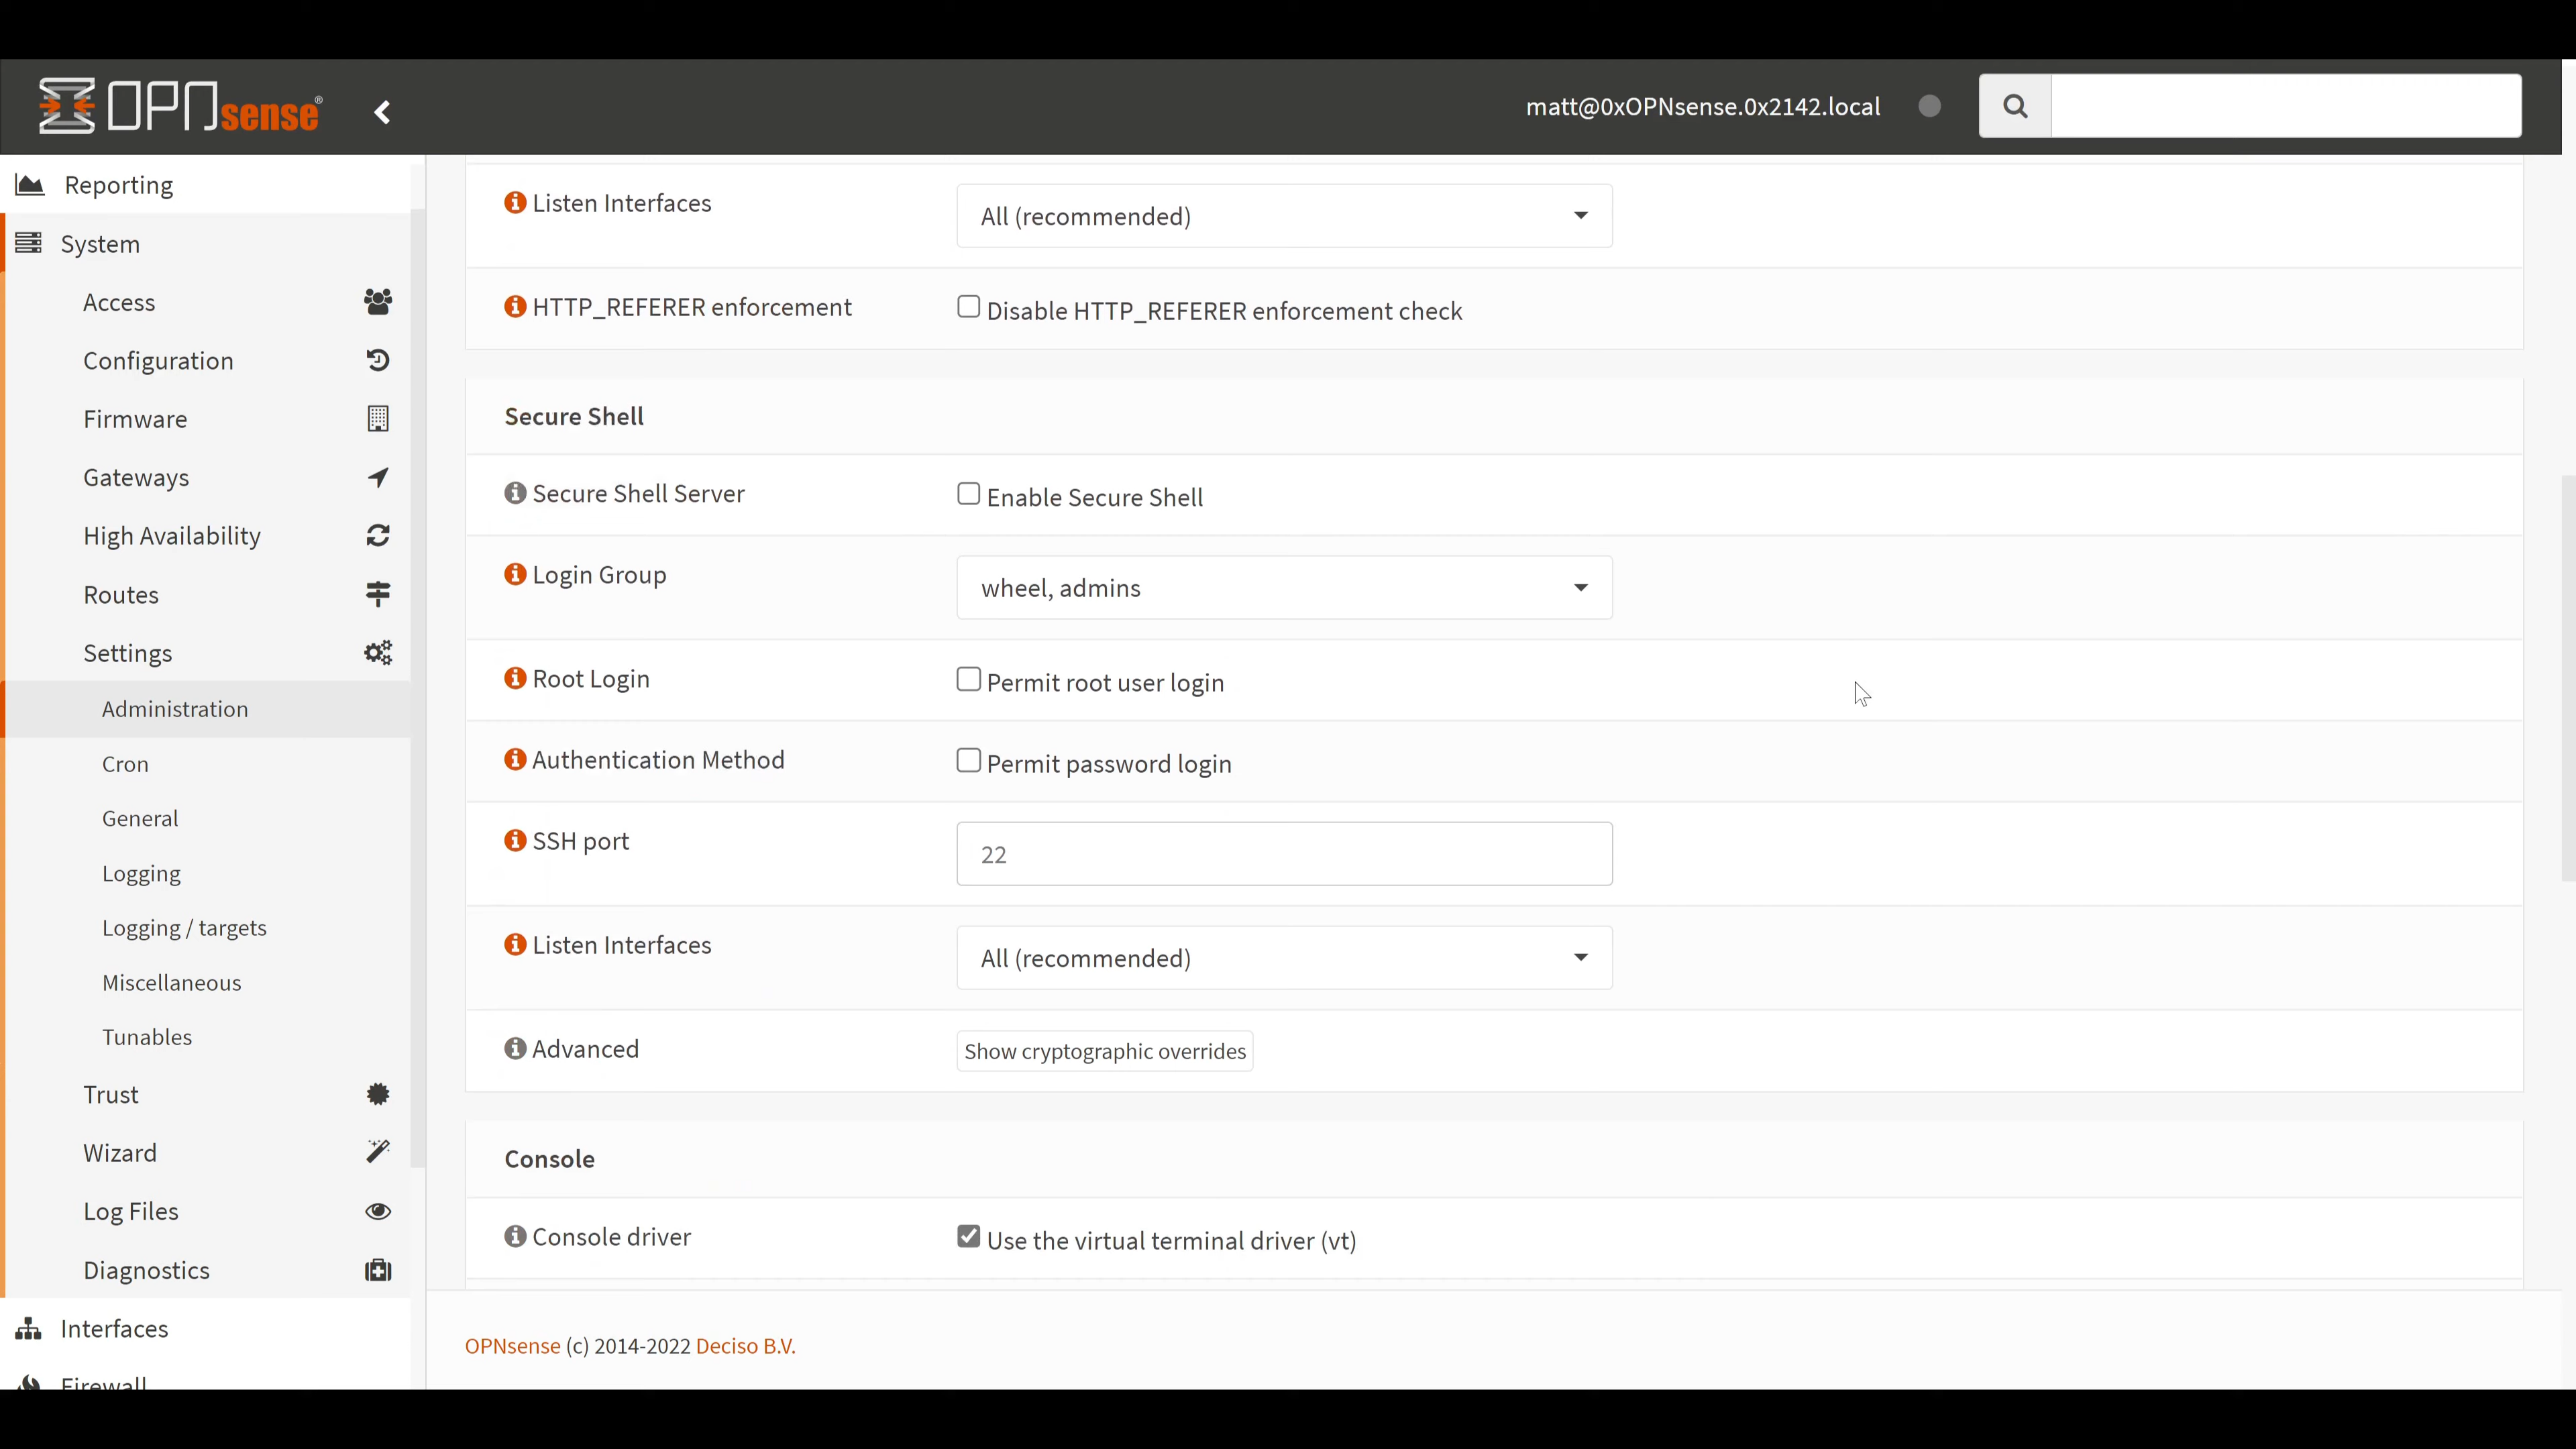 OPNsense®
matt@0xOPNsense.0x2142.local
Reporting
System
Access
Configuration
Firmware
Gateways
High Availability
Routes
Settings
Administration
Cron
General
Logging
Logging / targets
Miscellaneous
Tunables
Trust
Wizard
Log Files
Diagnostics
Interfaces
Firewall
Listen Interfaces
All (recommended)
HTTP_REFERER enforcement
Disable HTTP_REFERER enforcement check
Secure Shell
Secure Shell Server
Enable Secure Shell
Login Group
wheel, admins
Root Login
Permit root user login
Authentication Method
Permit password login
SSH port
22
Listen Interfaces
All (recommended)
Advanced
Show cryptographic overrides
Console
Console driver
Use the virtual terminal driver (vt)
OPNsense (c) 2014-2022 Deciso B.V.